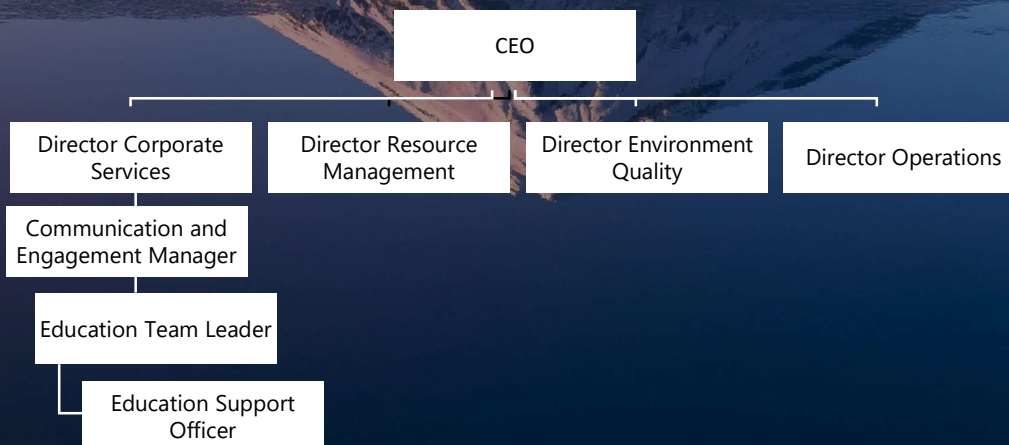 CEO
Director Corporate
Services
Director Resource
Management
Director Environment
Quality
Director Operations
Communication and
Engagement Manager
Education Team Leader
Education Support
Officer